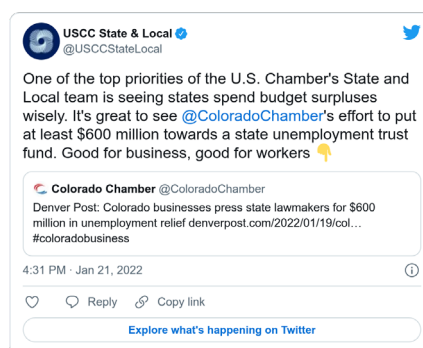 USCC State & Local
@USCCStateLocal
One of the top priorities of the U.S. Chamber's State and
Local team is seeing states spend budget surpluses
wisely. It's great to see @ColoradoChamber's effort to put
at least $600 million towards a state unemployment trust
fund. Good for business, good for workers 👇
Colorado Chamber @ColoradoChamber
Denver Post: Colorado businesses press state lawmakers for $600
million in unemployment relief denverpost.com/2022/01/19/col…
#coloradobusiness
4:31 PM · Jan 21, 2022
Reply Copy link
Explore what's happening on Twitter